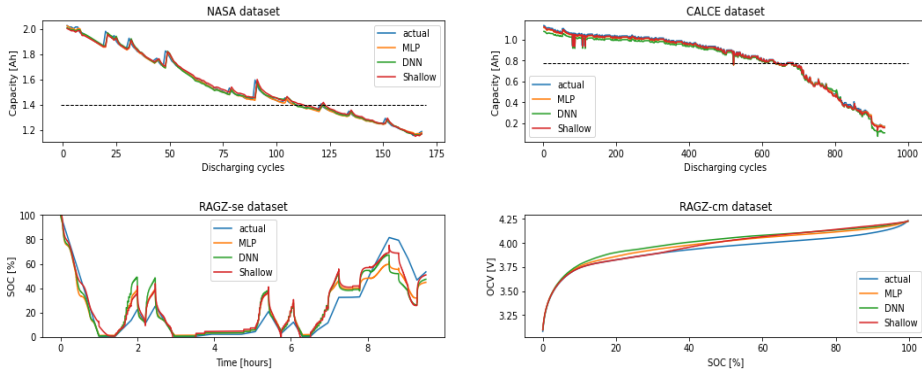 NASA dataset
Capacity [Ah]
2.0
1.8
1.6
1.4
1.2
0 25 50 75 100 125 150 175
Discharging cycles
actual
MLP
DNN
Shallow
CALCE dataset
Capacity [Ah]
1.0
0.8
0.6
0.4
0.2
0 200 400 600 800 1000
Discharging cycles
actual
MLP
DNN
Shallow
RAGZ-se dataset
SOC [%]
100
80
60
40
20
0
0 2 4 6 8
Time [hours]
actual
MLP
DNN
Shallow
RAGZ-cm dataset
OCV [V]
4.25
4.00
3.75
3.50
3.25
0 20 40 60 80 100
SOC [%]
actual
MLP
DNN
Shallow